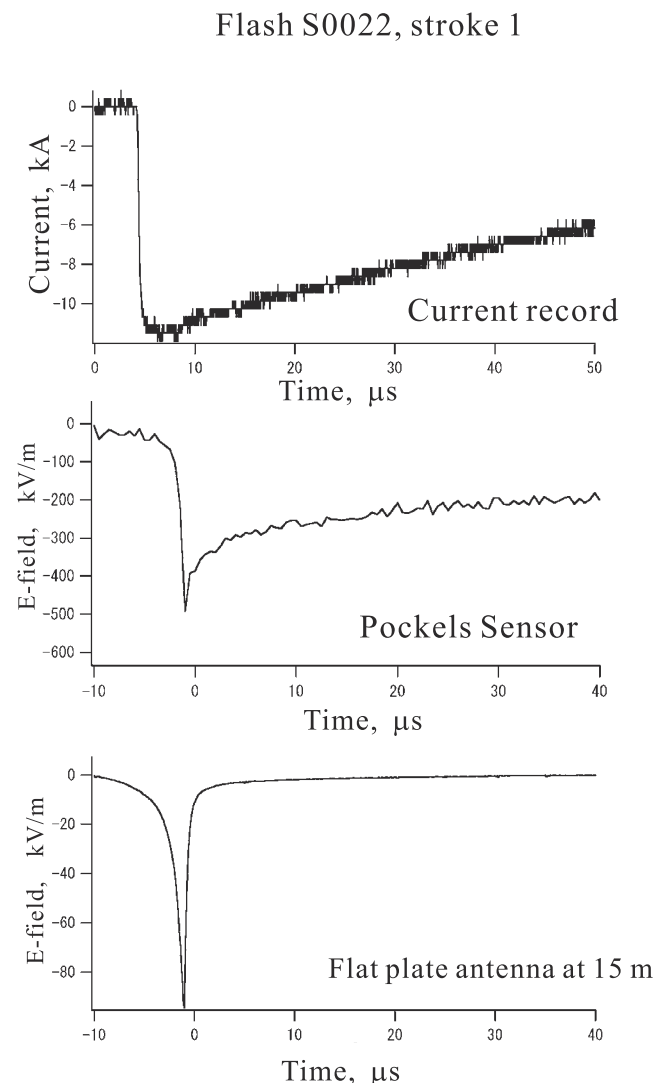 Flash S0022, stroke 1
0
-2
-4
-6
-8
-10
Current, kA
Current record
0 10 20 30 40 50
Time, μs
0
-100
-200
-300
-400
-500
-600
E-field, kV/m
Pockels Sensor
-10 0 10 20 30 40
Time, μs
0
-20
-40
-60
-80
E-field, kV/m
Flat plate antenna at 15 m
-10 0 10 20 30 40
Time, μs